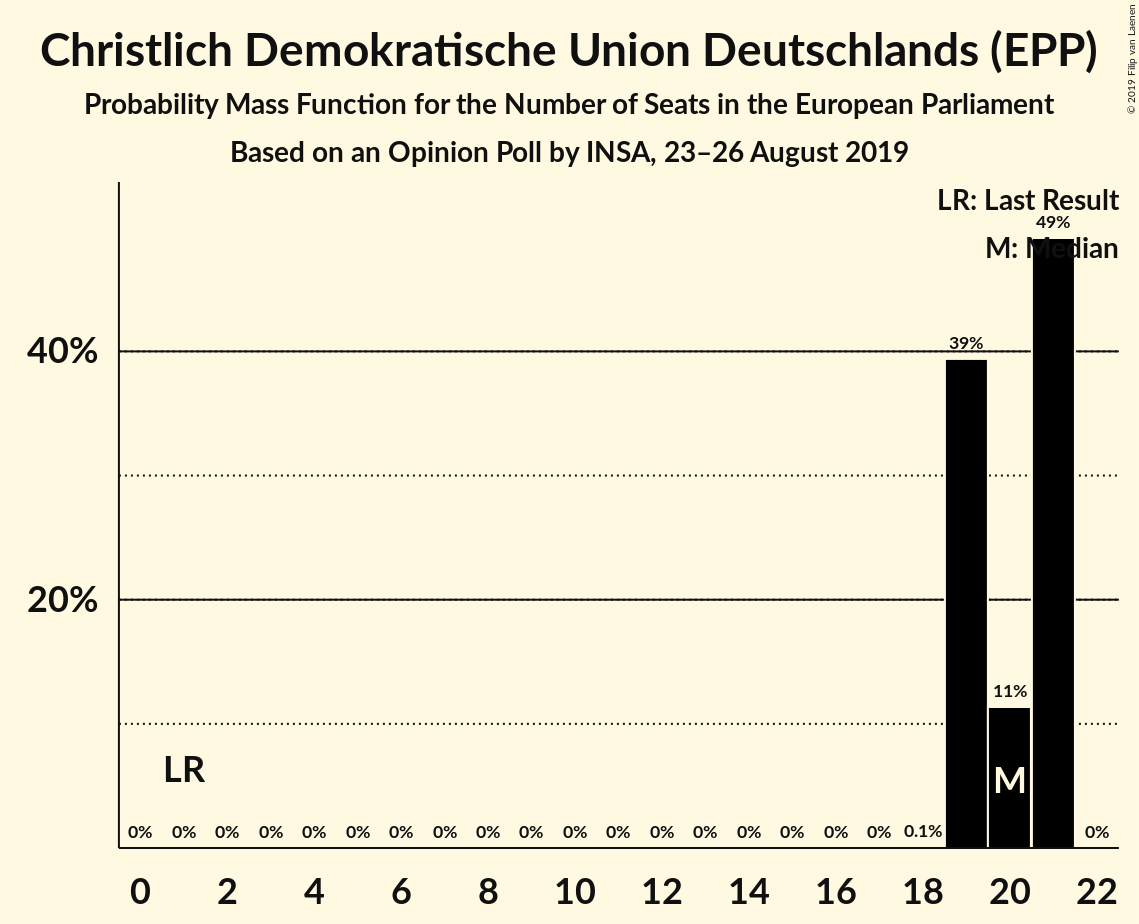 Christlich Demokratische Union Deutschlands (EPP)
Probability Mass Function for the Number of Seats in the European Parliament
Based on an Opinion Poll by INSA, 23–26 August 2019
© 2019 Filip van Laenen
LR: Last Result
49%
M: Median
40%
39%
20%
11%
LR
M
0% 0% 0% 0% 0% 0% 0% 0% 0% 0% 0% 0% 0% 0% 0% 0% 0% 0% 0.1% 0%
0 2 4 6 8 10 12 14 16 18 20 22